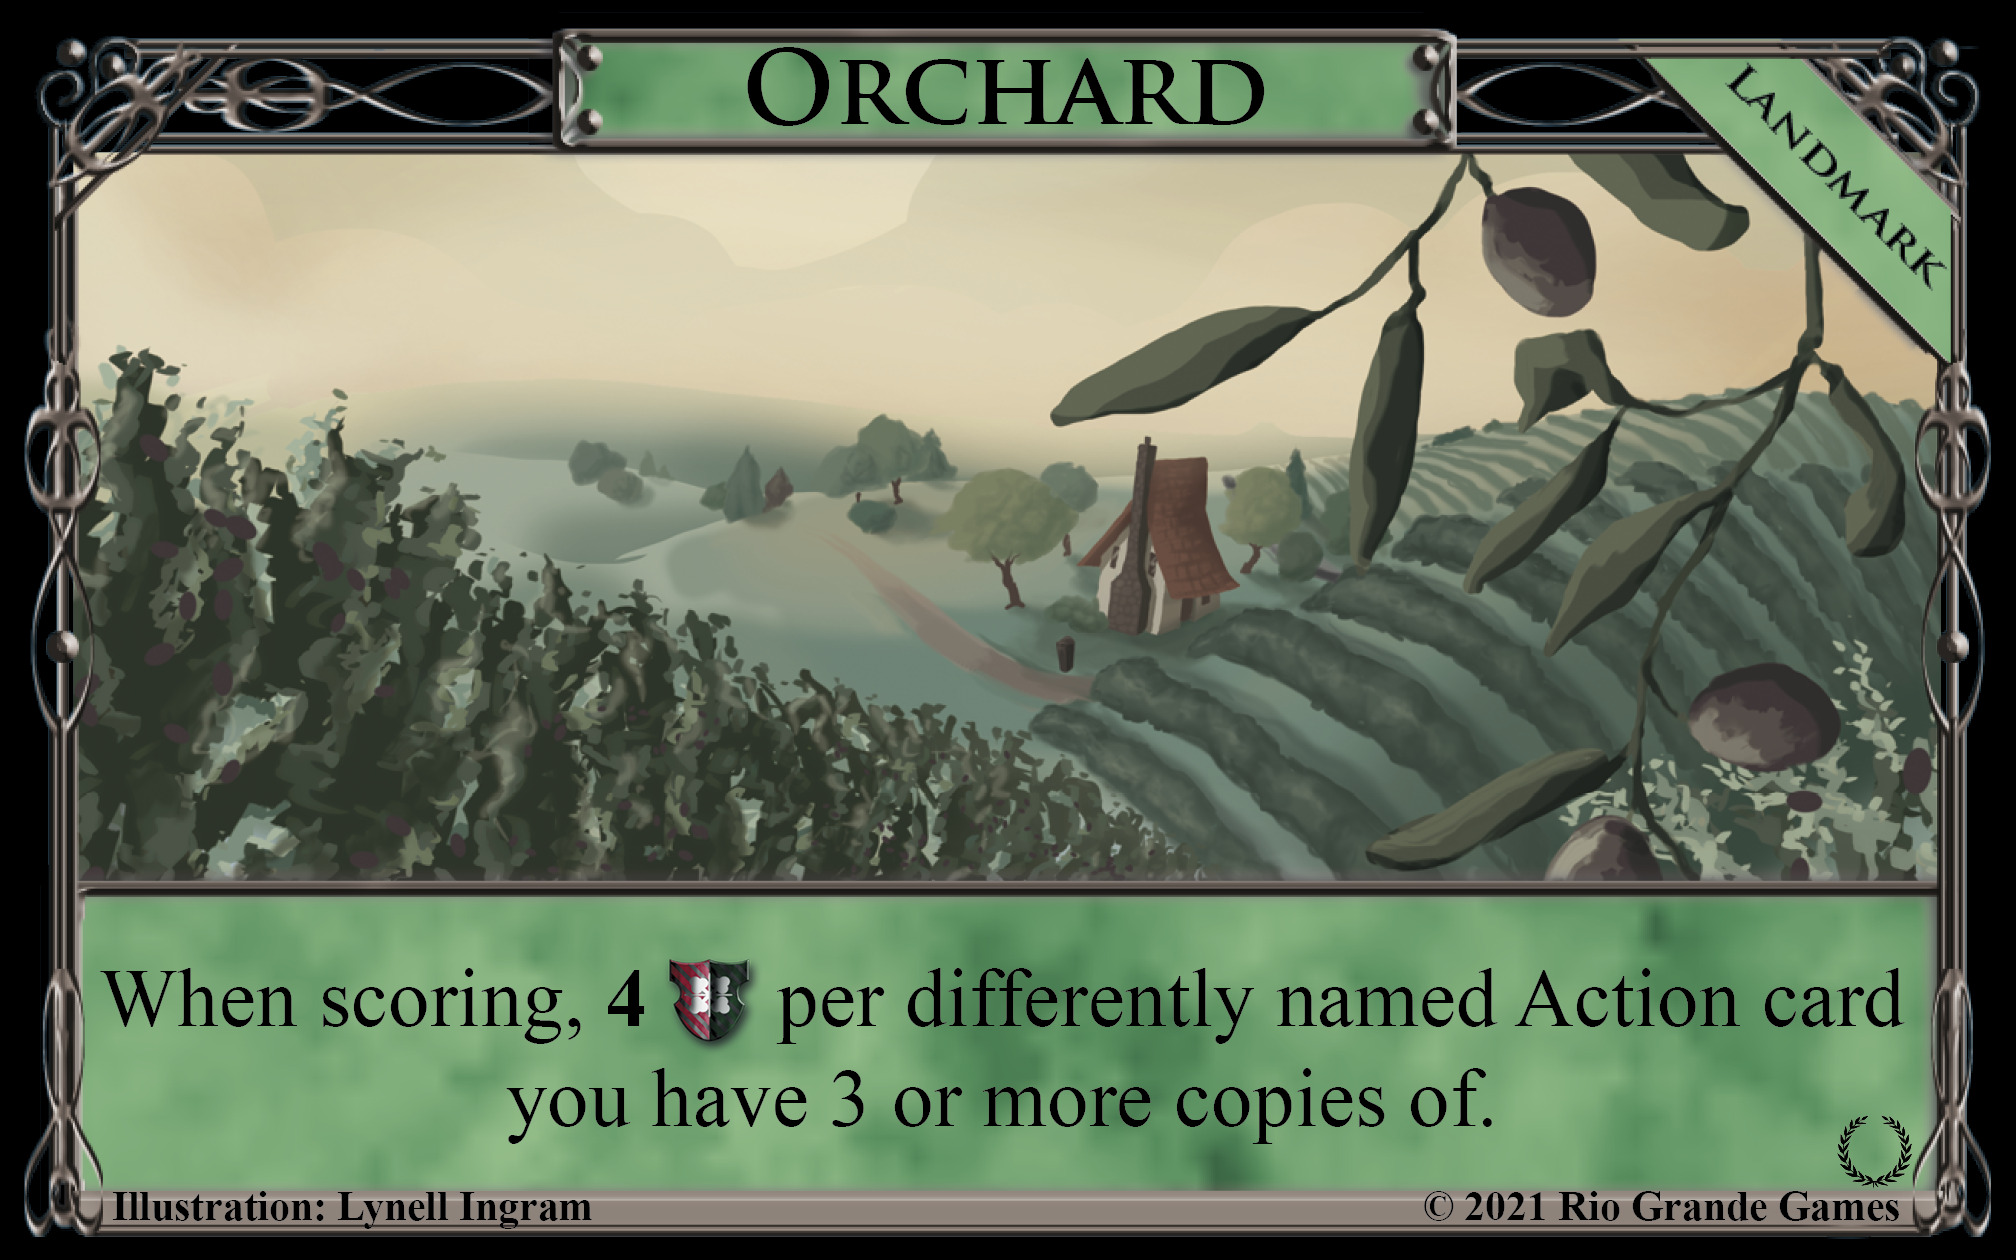 ORCHARD
LANDMARK
When scoring, 4 per differently named Action card
you have 3 or more copies of.
Illustration: Lynell Ingram
© 2021 Rio Grande Games